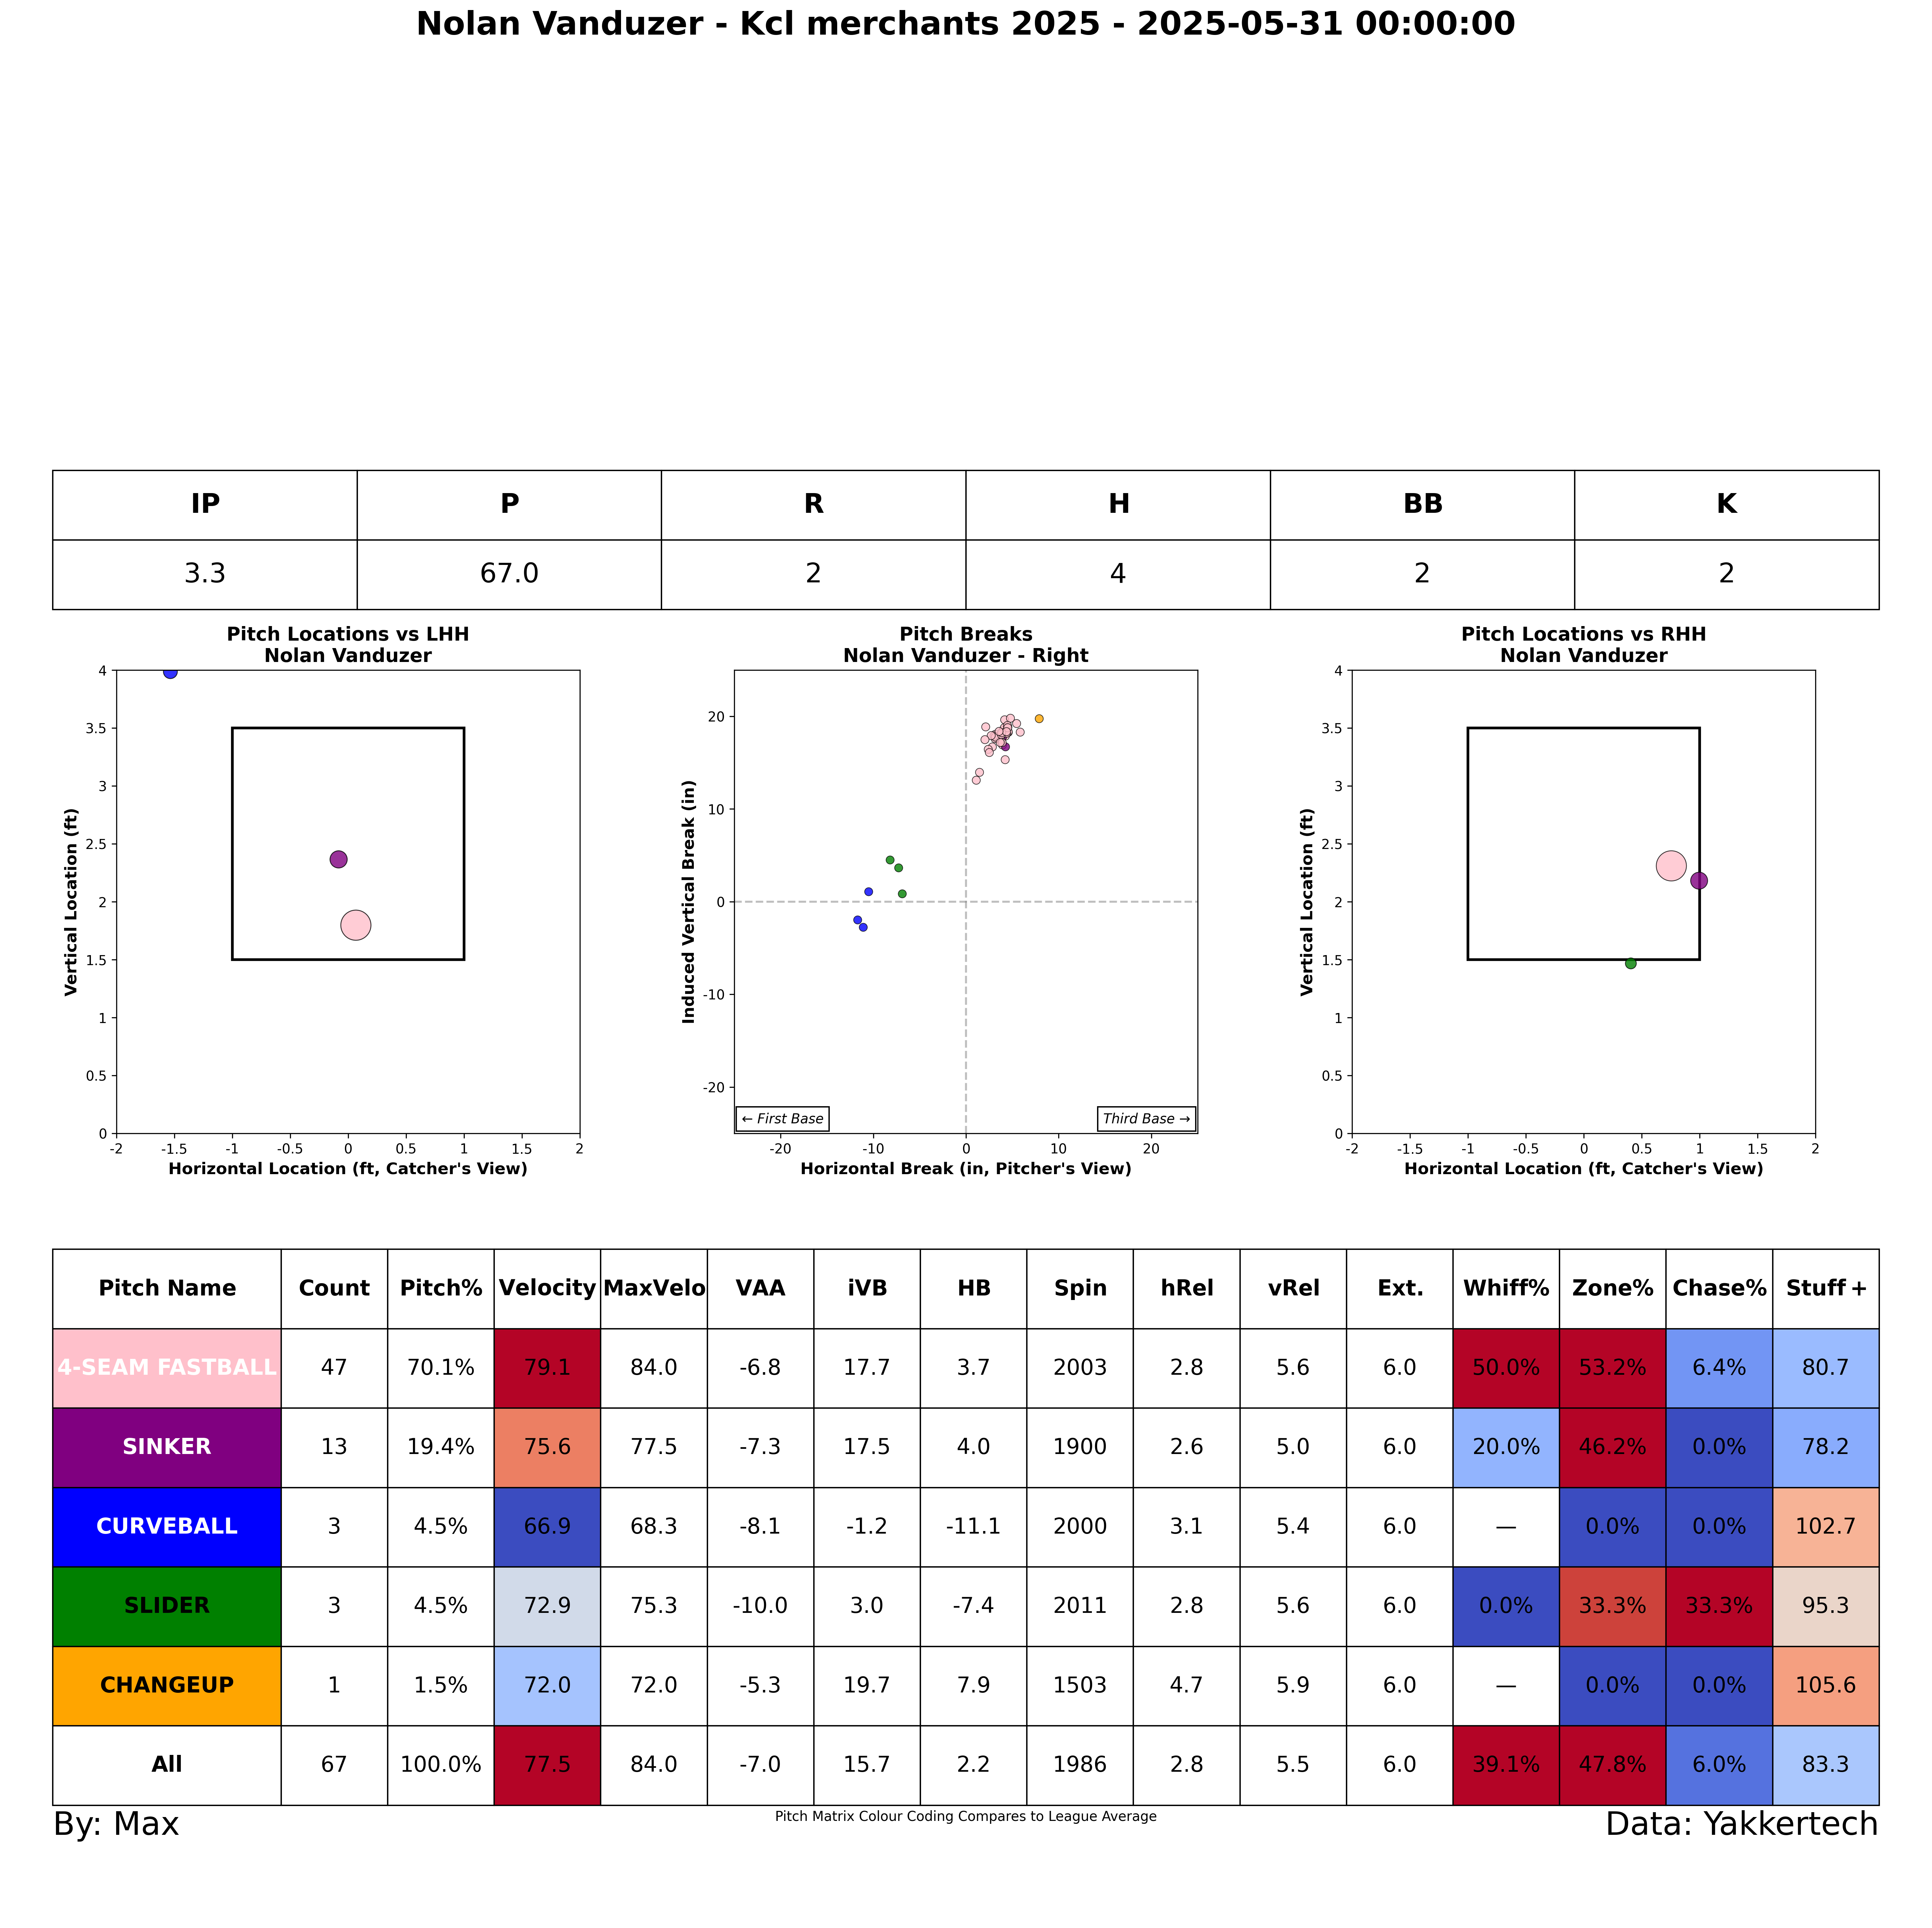 Nolan Vanduzer - Kcl merchants 2025 - 2025-05-31 00:00:00
IP P R H BB K
3.3 67.0 2 4 2 2
Pitch Locations vs LHH
Nolan Vanduzer
4
3.5
3
2.5
2
1.5
1
0.5
0
Vertical Location (ft)
-2 -1.5 -1 -0.5 0 0.5 1 1.5 2
Horizontal Location (ft, Catcher's View)
Pitch Breaks
Nolan Vanduzer - Right
20
10
0
-10
-20
Induced Vertical Break (in)
← First Base
Third Base →
-20 -10 0 10 20
Horizontal Break (in, Pitcher's View)
Pitch Locations vs RHH
Nolan Vanduzer
4
3.5
3
2.5
2
1.5
1
0.5
0
Vertical Location (ft)
-2 -1.5 -1 -0.5 0 0.5 1 1.5 2
Horizontal Location (ft, Catcher's View)
Pitch Name Count Pitch% Velocity MaxVelo VAA iVB HB Spin hRel vRel Ext. Whiff% Zone% Chase% Stuff +
4-SEAM FASTBALL 47 70.1% 79.1 84.0 -6.8 17.7 3.7 2003 2.8 5.6 6.0 50.0% 53.2% 6.4% 80.7
SINKER 13 19.4% 75.6 77.5 -7.3 17.5 4.0 1900 2.6 5.0 6.0 20.0% 46.2% 0.0% 78.2
CURVEBALL 3 4.5% 66.9 68.3 -8.1 -1.2 -11.1 2000 3.1 5.4 6.0 — 0.0% 0.0% 102.7
SLIDER 3 4.5% 72.9 75.3 -10.0 3.0 -7.4 2011 2.8 5.6 6.0 0.0% 33.3% 33.3% 95.3
CHANGEUP 1 1.5% 72.0 72.0 -5.3 19.7 7.9 1503 4.7 5.9 6.0 — 0.0% 0.0% 105.6
All 67 100.0% 77.5 84.0 -7.0 15.7 2.2 1986 2.8 5.5 6.0 39.1% 47.8% 6.0% 83.3
By: Max
Pitch Matrix Colour Coding Compares to League Average
Data: Yakkertech